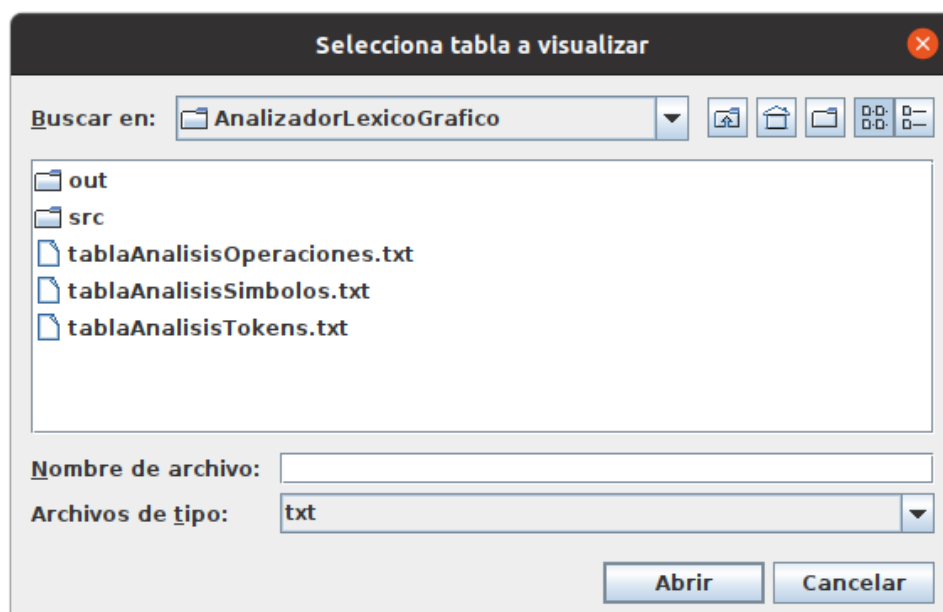 Selecciona tabla a visualizar
Buscar en: AnalizadorLexicoGrafico
out
src
tablaAnalisisOperaciones.txt
tablaAnalisisSimbolos.txt
tablaAnalisisTokens.txt
Nombre de archivo:
Archivos de tipo: txt
Abrir Cancelar